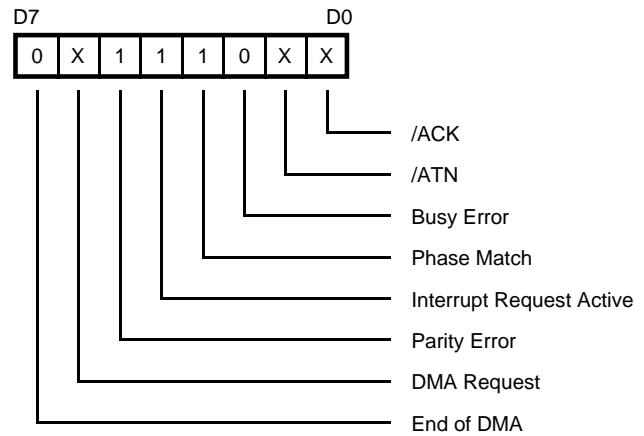 D7 D0
0 X 1 1 1 0 X X
/ACK
/ATN
Busy Error
Phase Match
Interrupt Request Active
Parity Error
DMA Request
End of DMA